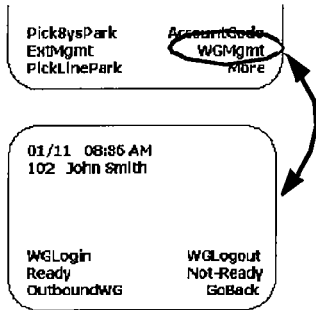 PickSysPark AccountCode
ExtMgmt WGMgmt
PickLinePark More
01/11 08:86 AM
102 John Smith
WGLogin WGLogout
Ready Not-Ready
OutboundWG GoBack